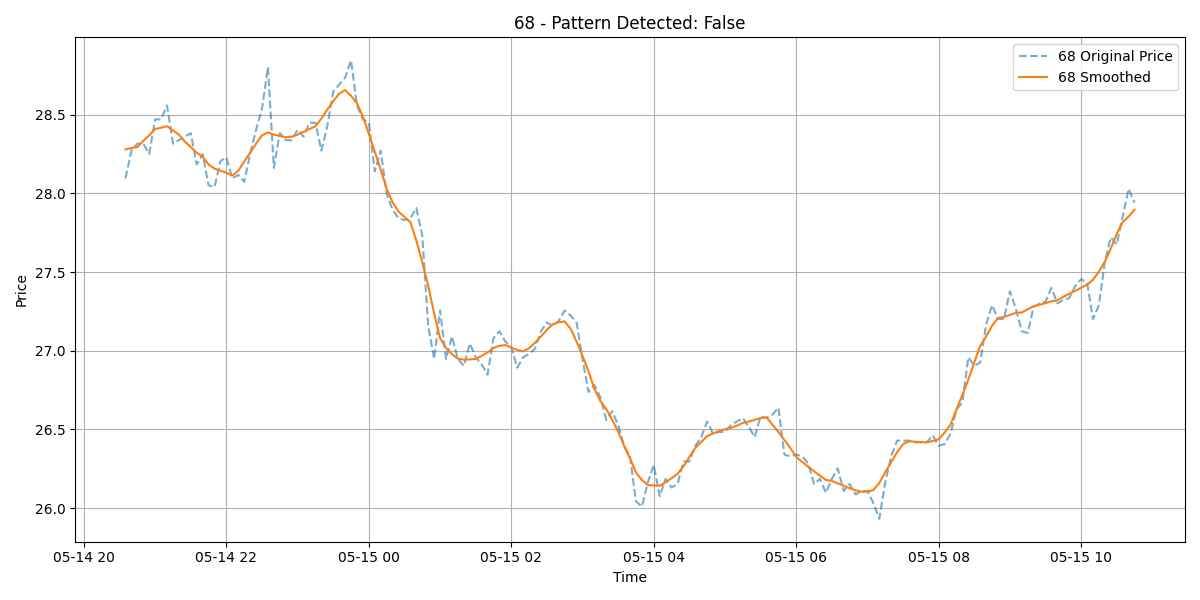 68 - Pattern Detected: False
68 Original Price
68 Smoothed
28.5
28.0
27.5
27.0
26.5
26.0
Price
05-14 20 05-14 22 05-15 00 05-15 02 05-15 04 05-15 06 05-15 08 05-15 10
Time